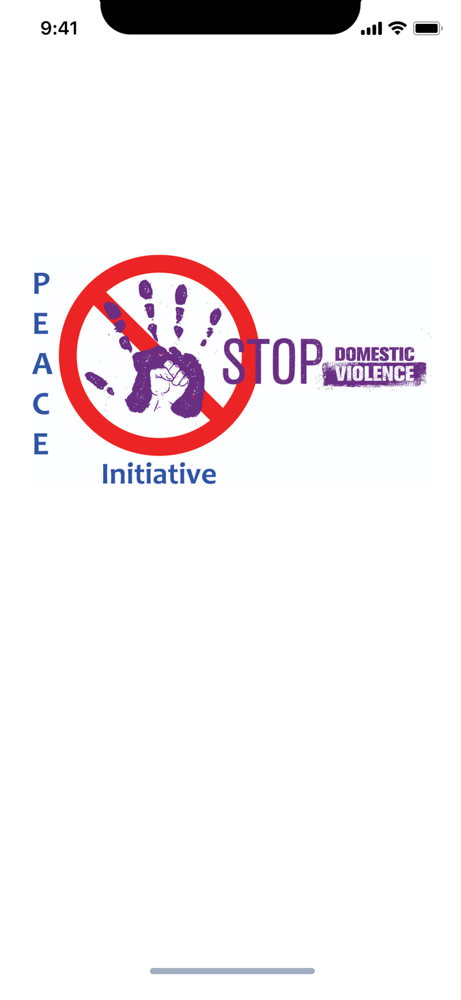 9:41
P
E
A
C
E
STOP
DOMESTIC
VIOLENCE
Initiative